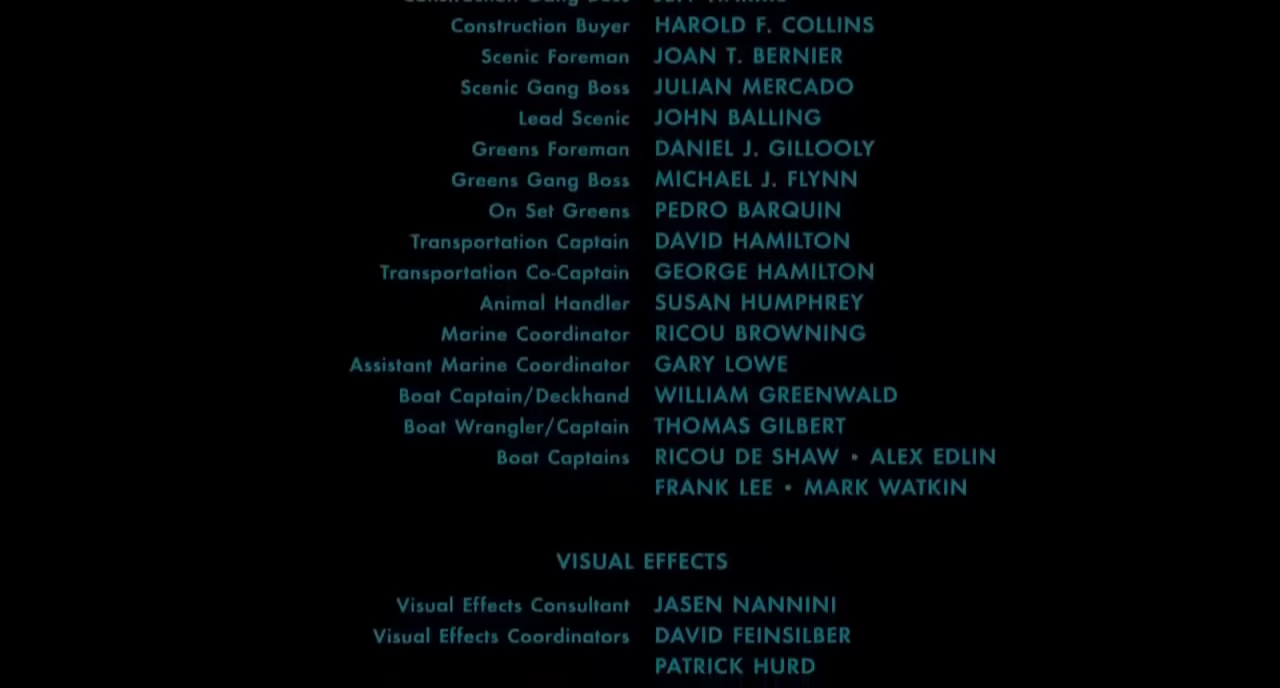 Construction Buyer HAROLD F. COLLINS
Scenic Foreman JOAN T. BERNIER
Scenic Gang Boss JULIAN MERCADO
Lead Scenic JOHN BALLING
Greens Foreman DANIEL J. GILLOOLY
Greens Gang Boss MICHAEL J. FLYNN
On Set Greens PEDRO BARQUIN
Transportation Captain DAVID HAMILTON
Transportation Co-Captain GEORGE HAMILTON
Animal Handler SUSAN HUMPHREY
Marine Coordinator RICOU BROWNING
Assistant Marine Coordinator GARY LOWE
Boat Captain/Deckhand WILLIAM GREENWALD
Boat Wrangler/Captain THOMAS GILBERT
Boat Captains RICOU DE SHAW • ALEX EDLIN
FRANK LEE • MARK WATKIN
VISUAL EFFECTS
Visual Effects Consultant JASEN NANNINI
Visual Effects Coordinators DAVID FEINSILBER
PATRICK HURD